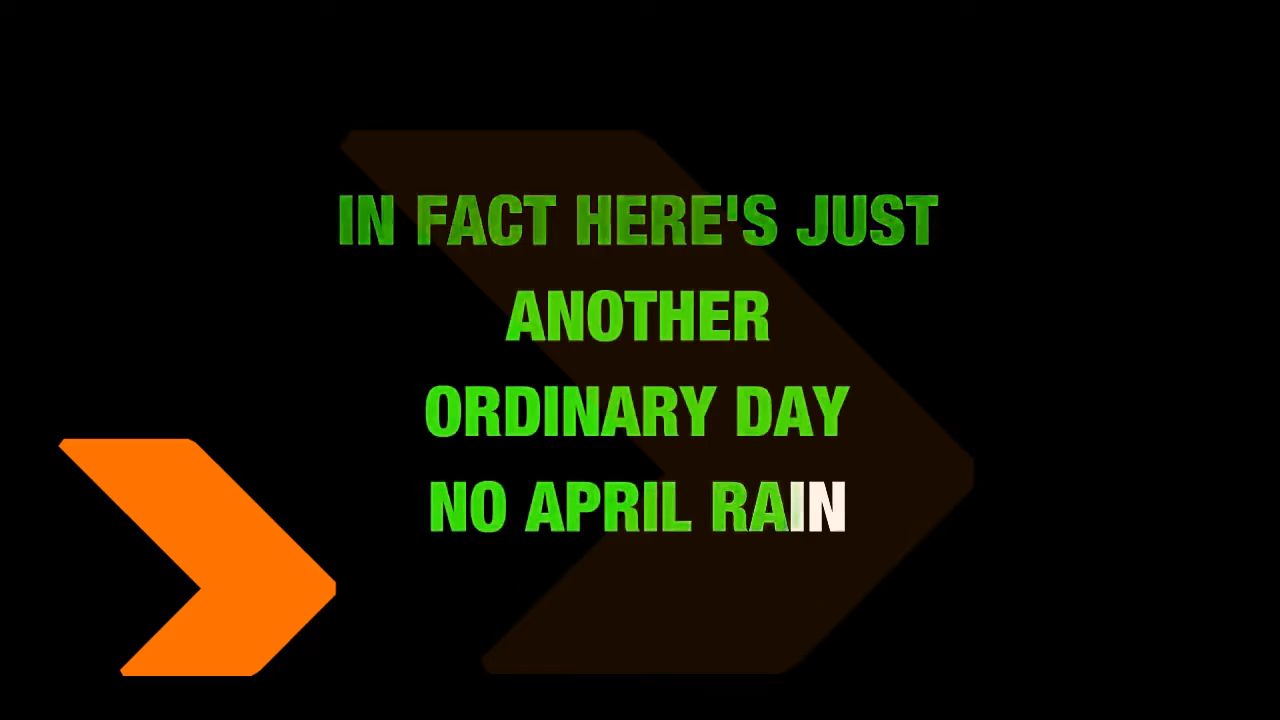 IN FACT HERE'S JUST
ANOTHER
ORDINARY DAY
NO APRIL RAIN